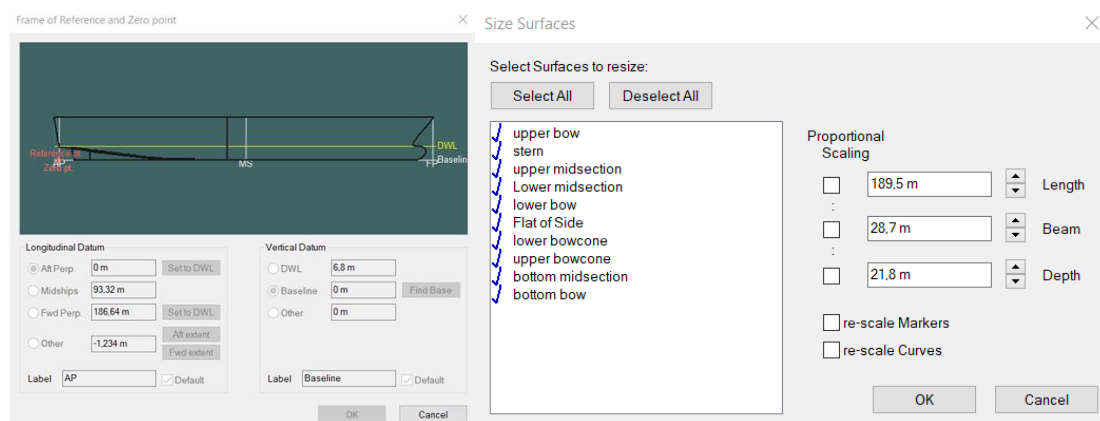 Frame of Reference and Zero point
DWL
Reference pt.
Baselin
AP
MS
FP
Zero pt.
Longitudinal Datum
Aft Perp. 0 m Set to DWL
Midships 93,32 m
Fwd Perp. 186,64 m Set to DWL
Aft extent
Other -1,234 m
Fwd extent
Label AP Default
Vertical Datum
DWL 6,8 m
Baseline 0 m Find Base
Other 0 m
Label Baseline Default
OK Cancel
Size Surfaces
Select Surfaces to resize:
Select All Deselect All
upper bow
stern
upper midsection
Lower midsection
lower bow
Flat of Side
lower bowcone
upper bowcone
bottom midsection
bottom bow
Proportional
Scaling
189,5 m Length
:
28,7 m Beam
:
21,8 m Depth
re-scale Markers
re-scale Curves
OK Cancel